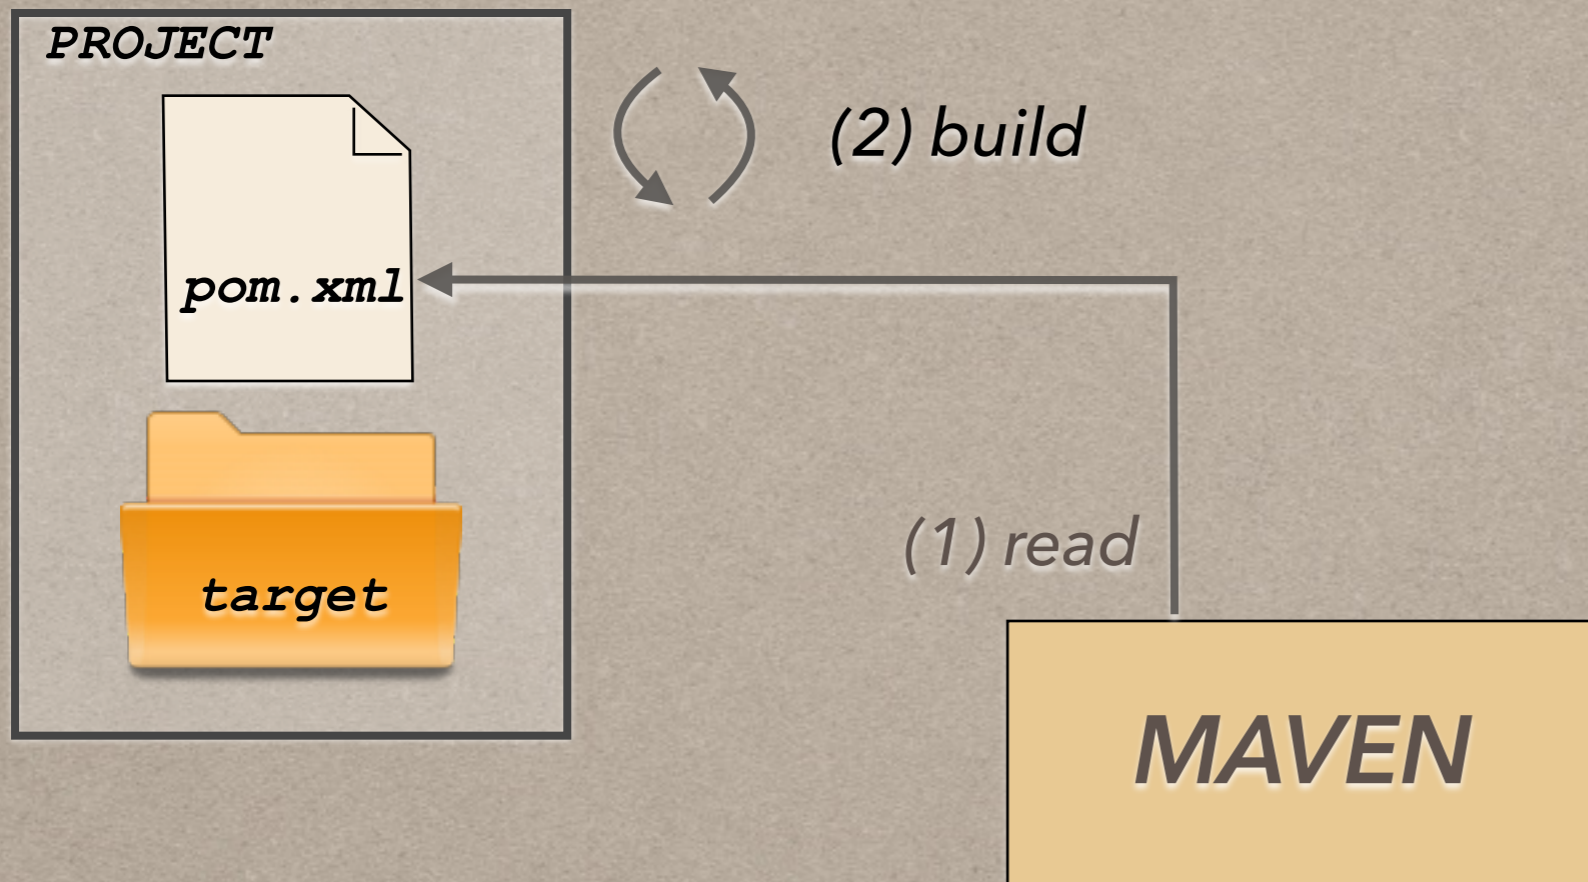 PROJECT
(2) build
pom.xml
(1) read
target
MAVEN